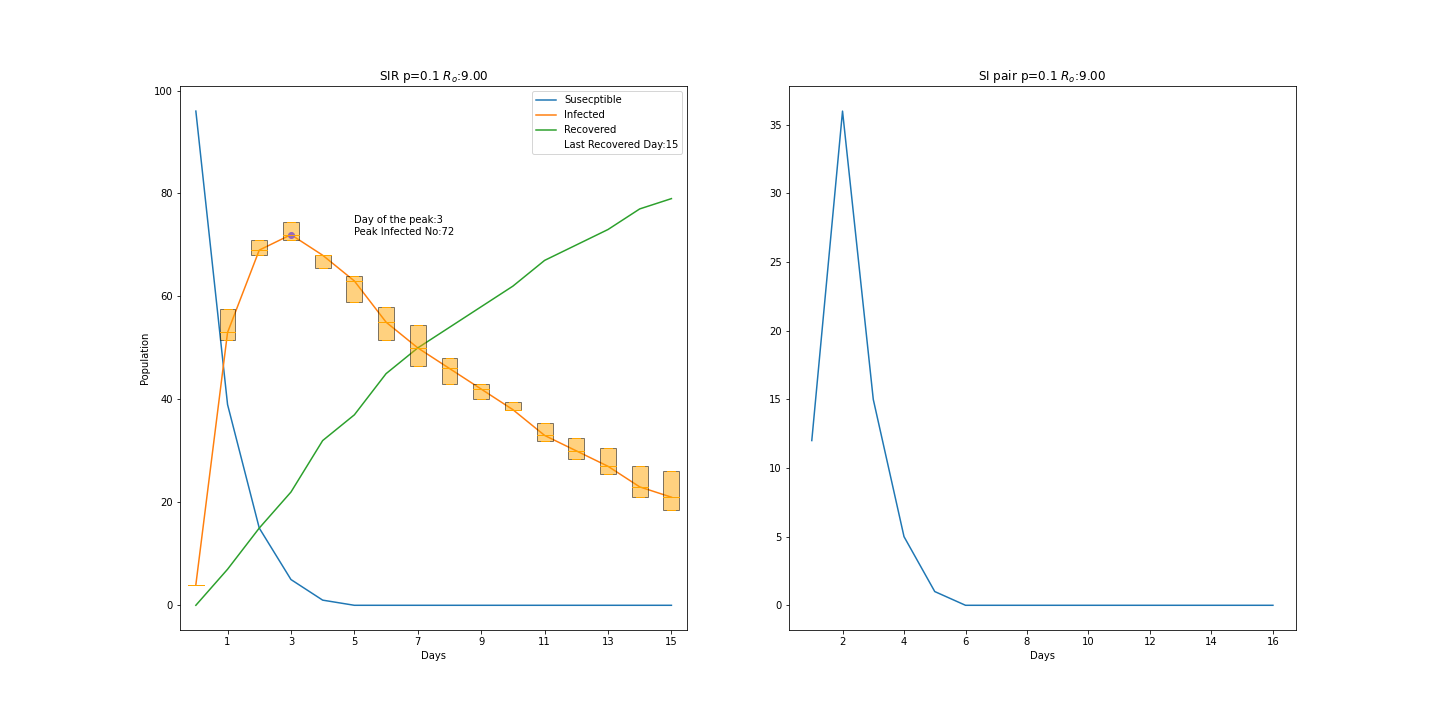 SIR p=0.1 Rₒ:9.00
100
80
60
40
20
0
Population
Susecptible
Infected
Recovered
Last Recovered Day:15
Day of the peak:3
Peak Infected No:72
1 3 5 7 9 11 13 15
Days
SI pair p=0.1 Rₒ:9.00
35
30
25
20
15
10
5
0
2 4 6 8 10 12 14 16
Days